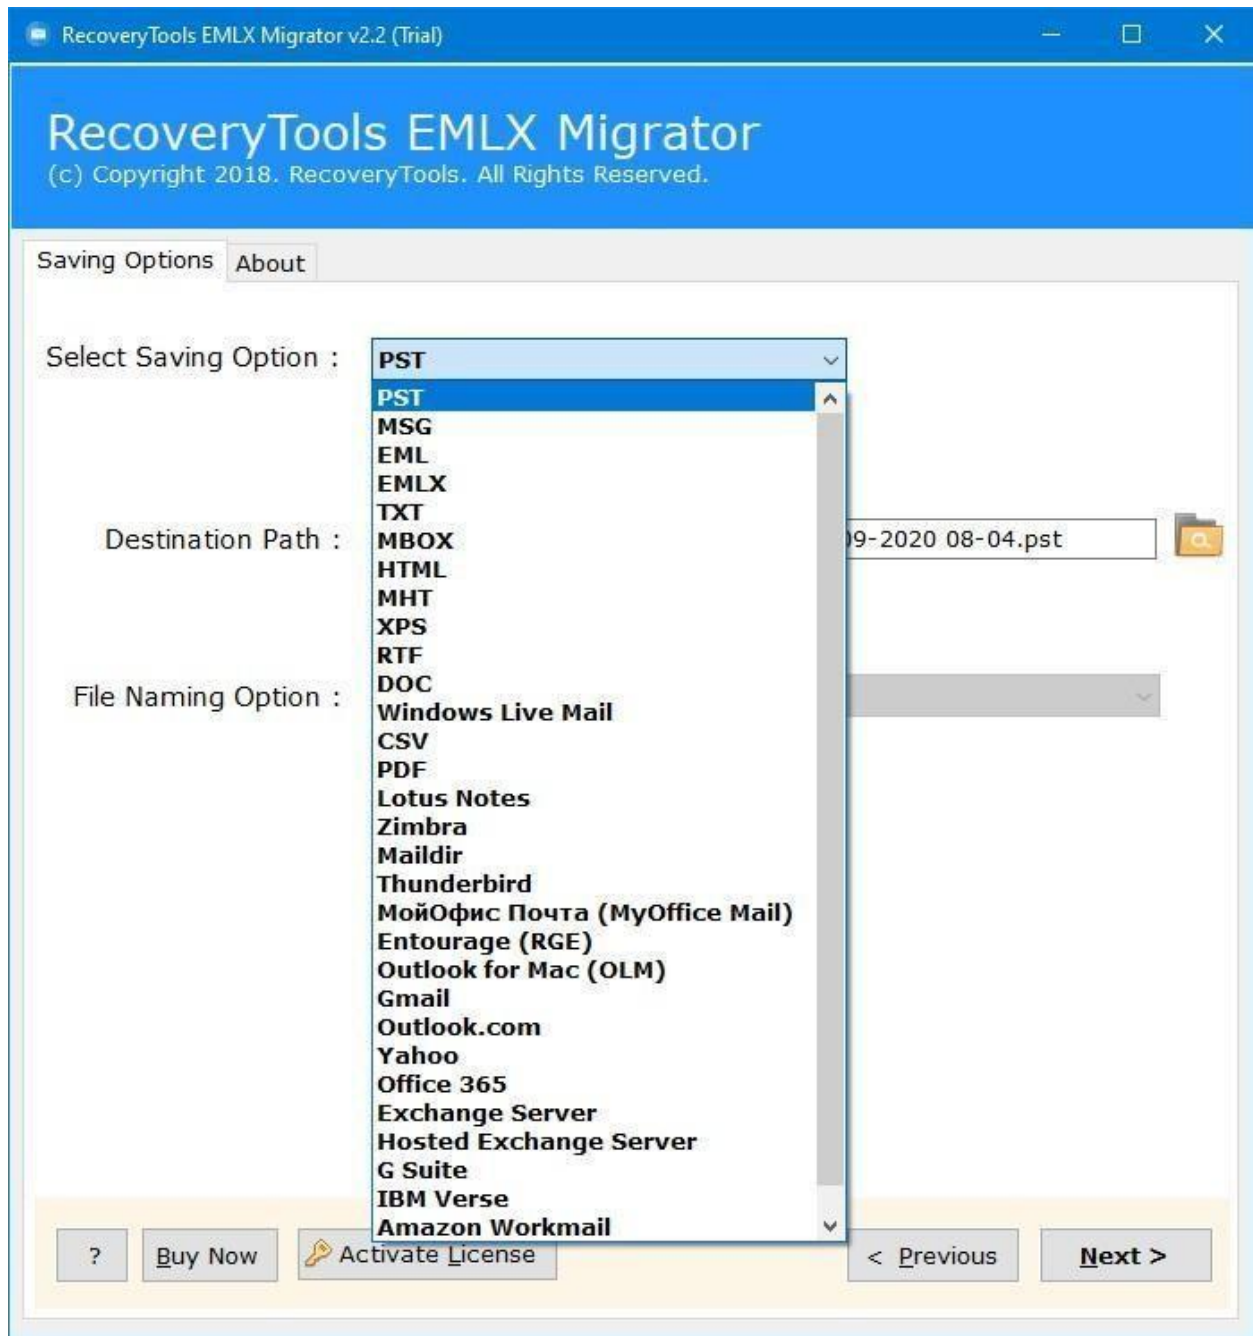 RecoveryTools EMLX Migrator v2.2 (Trial)
RecoveryTools EMLX Migrator
(c) Copyright 2018. RecoveryTools. All Rights Reserved.
Saving Options About
Select Saving Option : PST
PST
MSG
EML
EMLX
TXT
Destination Path : MBOX 09-2020 08-04.pst
HTML
MHT
XPS
RTF
File Naming Option : DOC
Windows Live Mail
CSV
PDF
Lotus Notes
Zimbra
Maildir
Thunderbird
МойОфис Почта (MyOffice Mail)
Entourage (RGE)
Outlook for Mac (OLM)
Gmail
Outlook.com
Yahoo
Office 365
Exchange Server
Hosted Exchange Server
G Suite
IBM Verse
Amazon Workmail
? Buy Now Activate License < Previous Next >